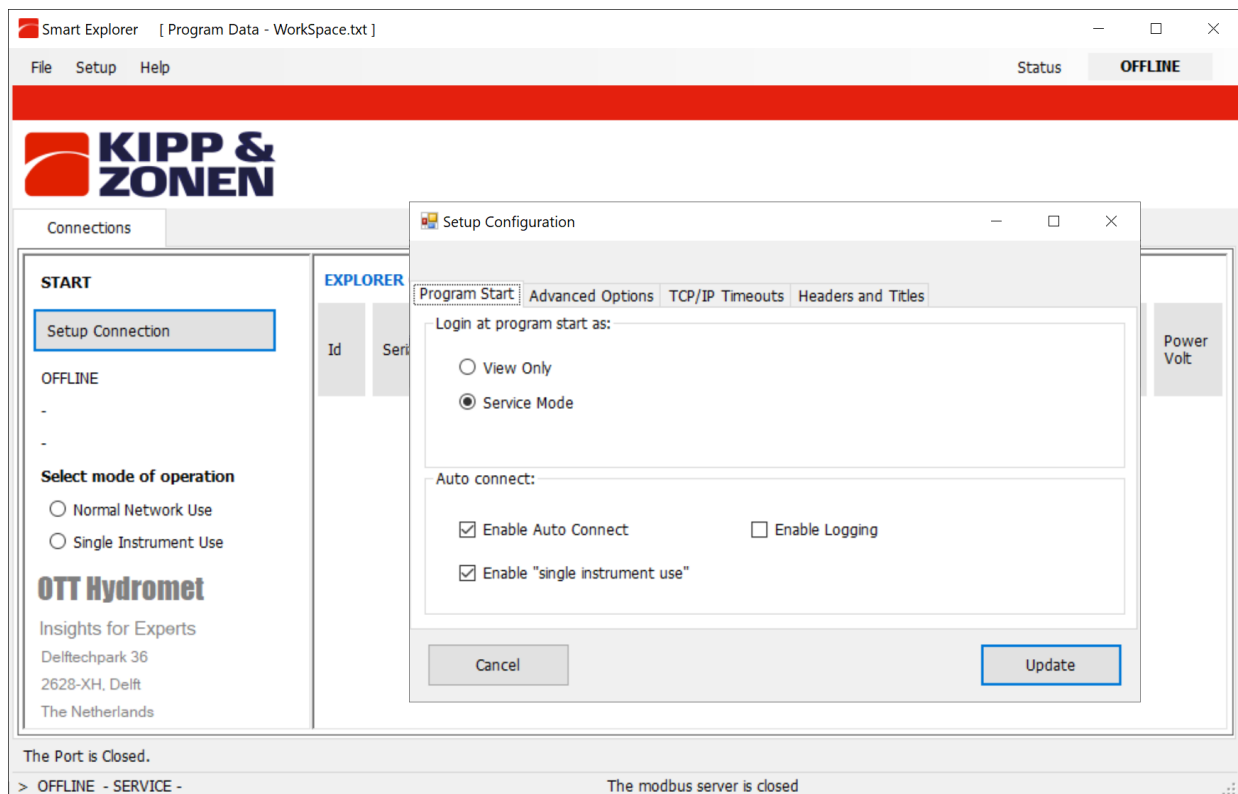 Smart Explorer [ Program Data - WorkSpace.txt ]
File Setup Help Status OFFLINE
KIPP &
ZONEN
Connections
START
Setup Connection
OFFLINE
-
-
Select mode of operation
Normal Network Use
Single Instrument Use
OTT Hydromet
Insights for Experts
Delftechpark 36
2628-XH, Delft
The Netherlands
EXPLORER
Id
Power
Volt
Setup Configuration
Program Start Advanced Options TCP/IP Timeouts Headers and Titles
Login at program start as:
View Only
Service Mode
Auto connect:
Enable Auto Connect Enable Logging
Enable "single instrument use"
Cancel Update
The Port is Closed.
> OFFLINE - SERVICE - The modbus server is closed